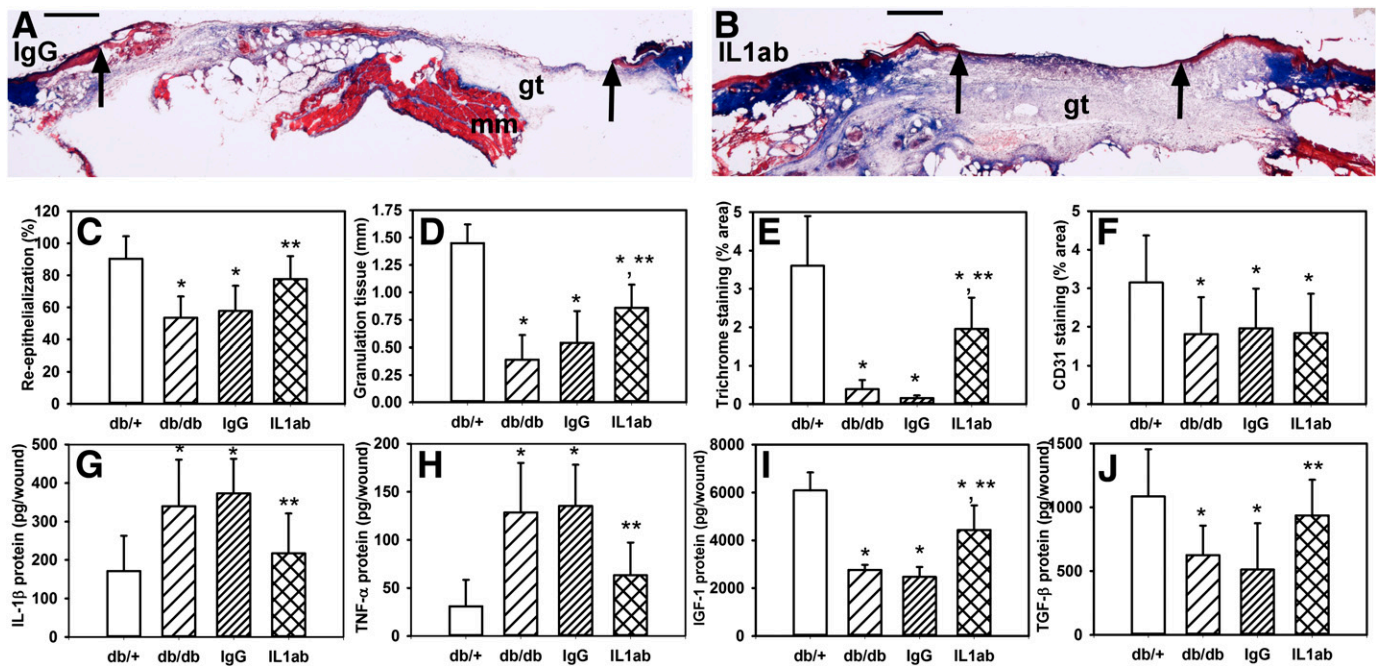 A
IgG
gt
mm
B
IL1ab
gt
C
Re-epithelialization (%)
120
100
80
60
40
20
0
*
*
**
db/+ db/db IgG IL1ab
D
Granulation tissue (mm)
1.75
1.50
1.25
1.00
0.75
0.50
0.25
0.00
*
*
*,**
db/+ db/db IgG IL1ab
E
Trichrome staining (% area)
5
4
3
2
1
0
*
*
*,**
db/+ db/db IgG IL1ab
F
CD31 staining (% area)
5
4
3
2
1
0
*
*
*
db/+ db/db IgG IL1ab
G
IL-1β protein (pg/wound)
500
400
300
200
100
0
*
*
**
db/+ db/db IgG IL1ab
H
TNF-α protein (pg/wound)
200
150
100
50
0
*
*
**
db/+ db/db IgG IL1ab
I
IGF-1 protein (pg/wound)
8000
6000
4000
2000
0
*
*
*,**
db/+ db/db IgG IL1ab
J
TGF-β protein (pg/wound)
1500
1000
500
0
*
*
**
db/+ db/db IgG IL1ab